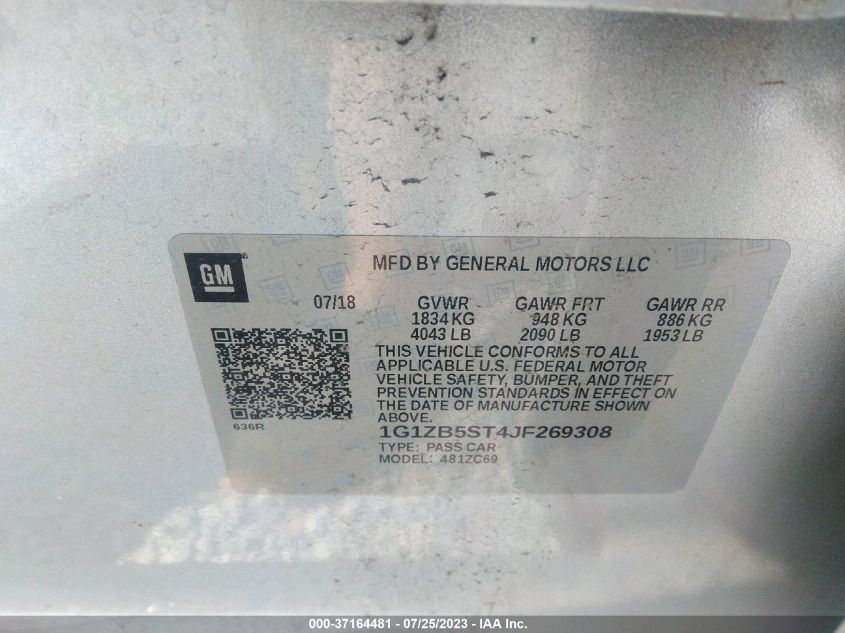 GM
MFD BY GENERAL MOTORS LLC
07/18 GVWR GAWR FRT GAWR RR
1834 KG 948 KG 886 KG
4043 LB 2090 LB 1953 LB
THIS VEHICLE CONFORMS TO ALL
APPLICABLE U.S. FEDERAL MOTOR
VEHICLE SAFETY, BUMPER, AND THEFT
PREVENTION STANDARDS IN EFFECT ON
THE DATE OF MANUFACTURE SHOWN
ABOVE.
636R
1G1ZB5ST4JF269308
TYPE: PASS CAR
MODEL: 481ZC69
000-37164481 - 07/25/2023 - IAA Inc.